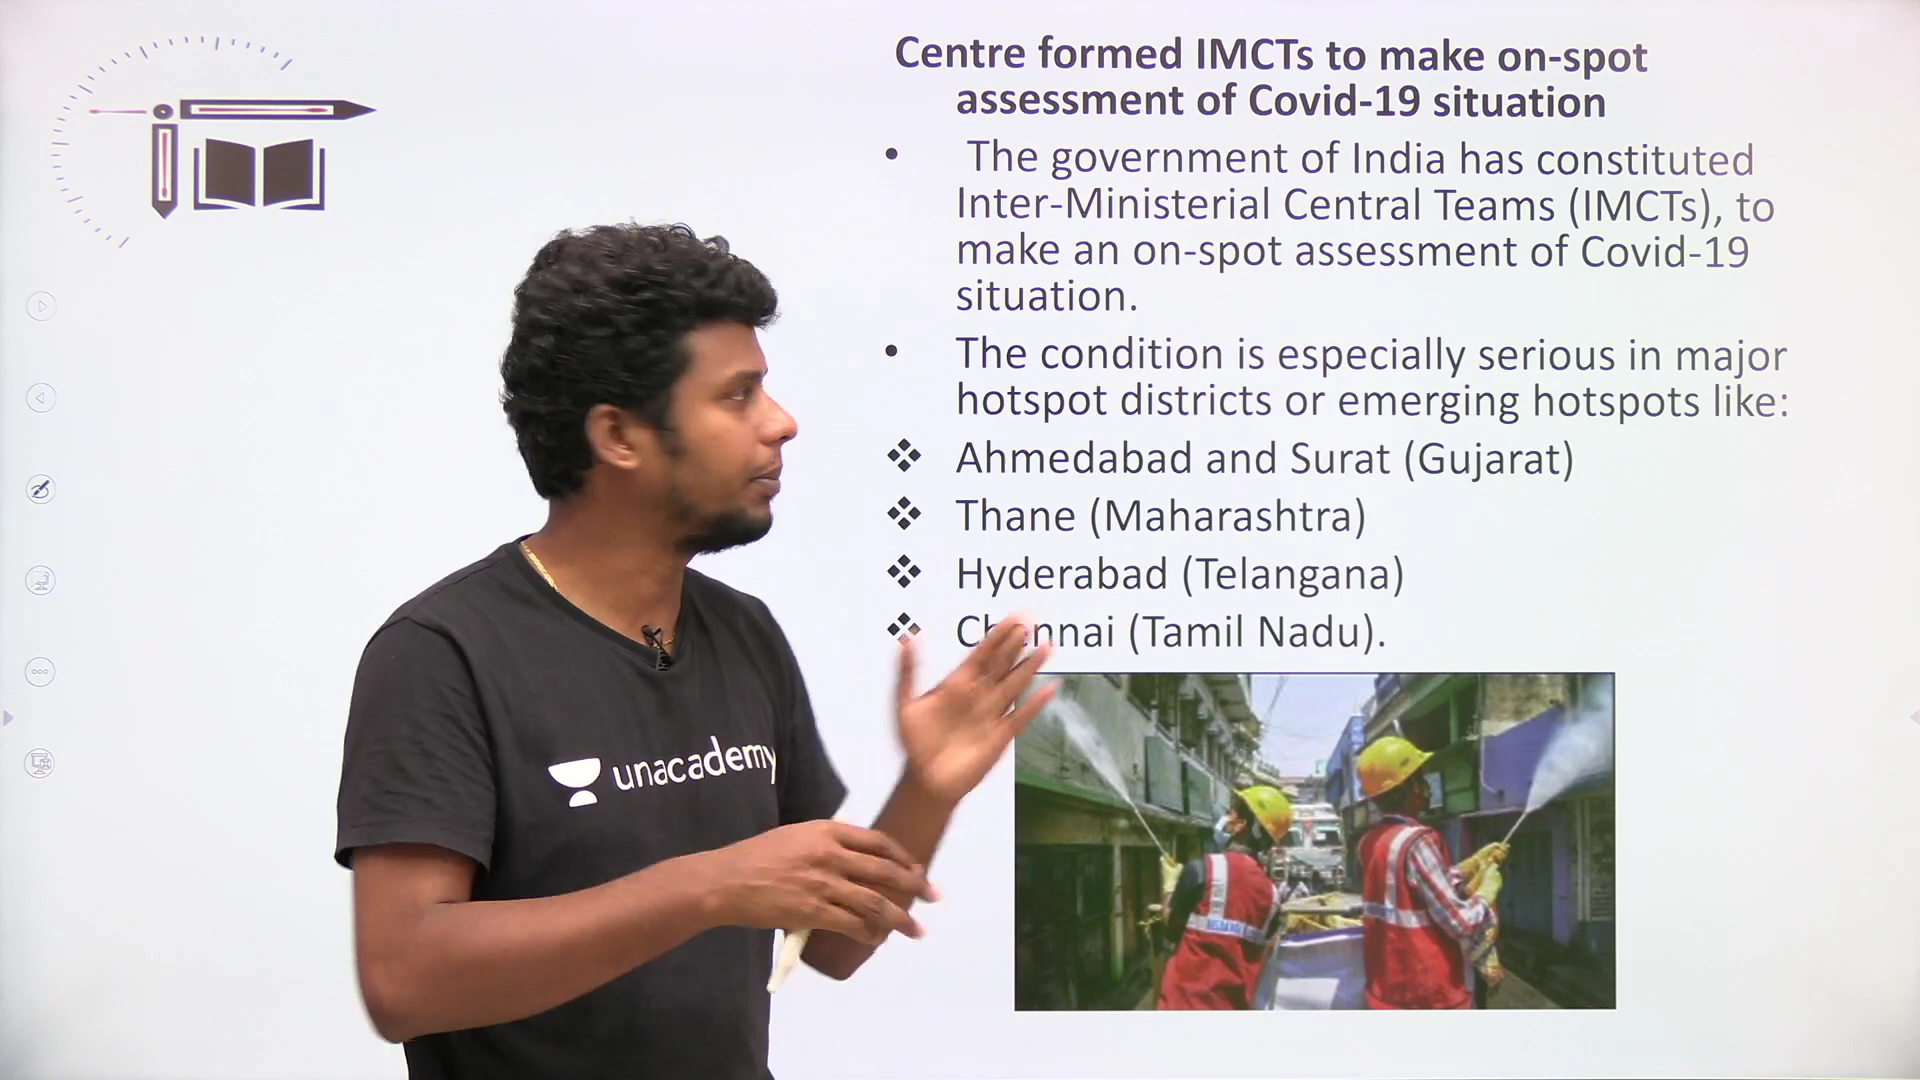 Centre formed IMCTs to make on-spot
assessment of Covid-19 situation
• The government of India has constituted
Inter-Ministerial Central Teams (IMCTs), to
make an on-spot assessment of Covid-19
situation.
• The condition is especially serious in major
hotspot districts or emerging hotspots like:
❖ Ahmedabad and Surat (Gujarat)
❖ Thane (Maharashtra)
❖ Hyderabad (Telangana)
❖ Chennai (Tamil Nadu).
unacademy